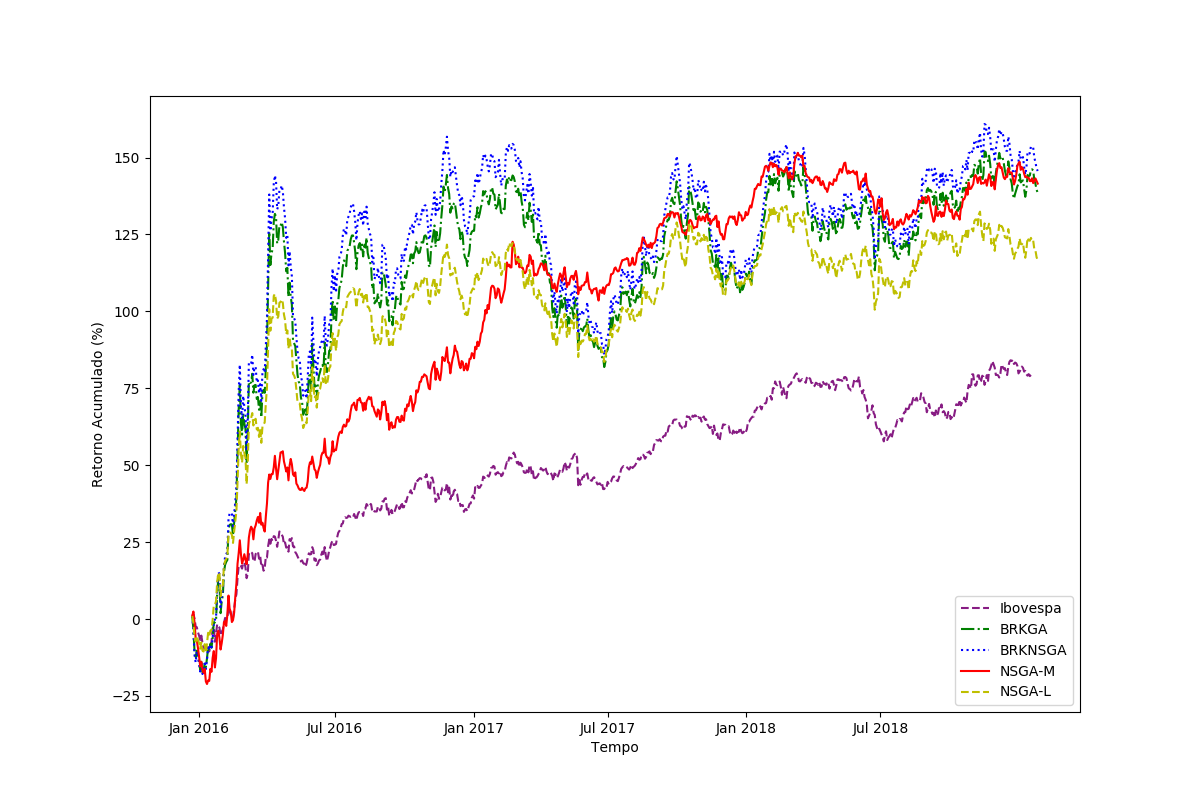 Retorno Acumulado (%)
150
125
100
75
50
25
0
−25
Jan 2016
Jul 2016
Jan 2017
Jul 2017
Jan 2018
Jul 2018
Tempo
Ibovespa
BRKGA
BRKNSGA
NSGA-M
NSGA-L